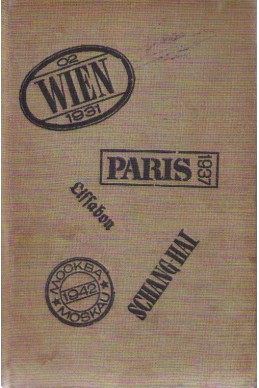 02
WIEN
1931
PARIS
1937
Lissabon
SCHANG-HAI
МОСКВА
1942
MOSKAU